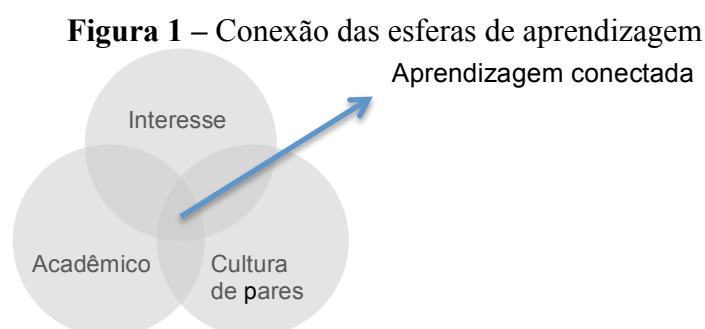 Figura 1 – Conexão das esferas de aprendizagem
Aprendizagem conectada
Interesse
Acadêmico
Cultura
de pares